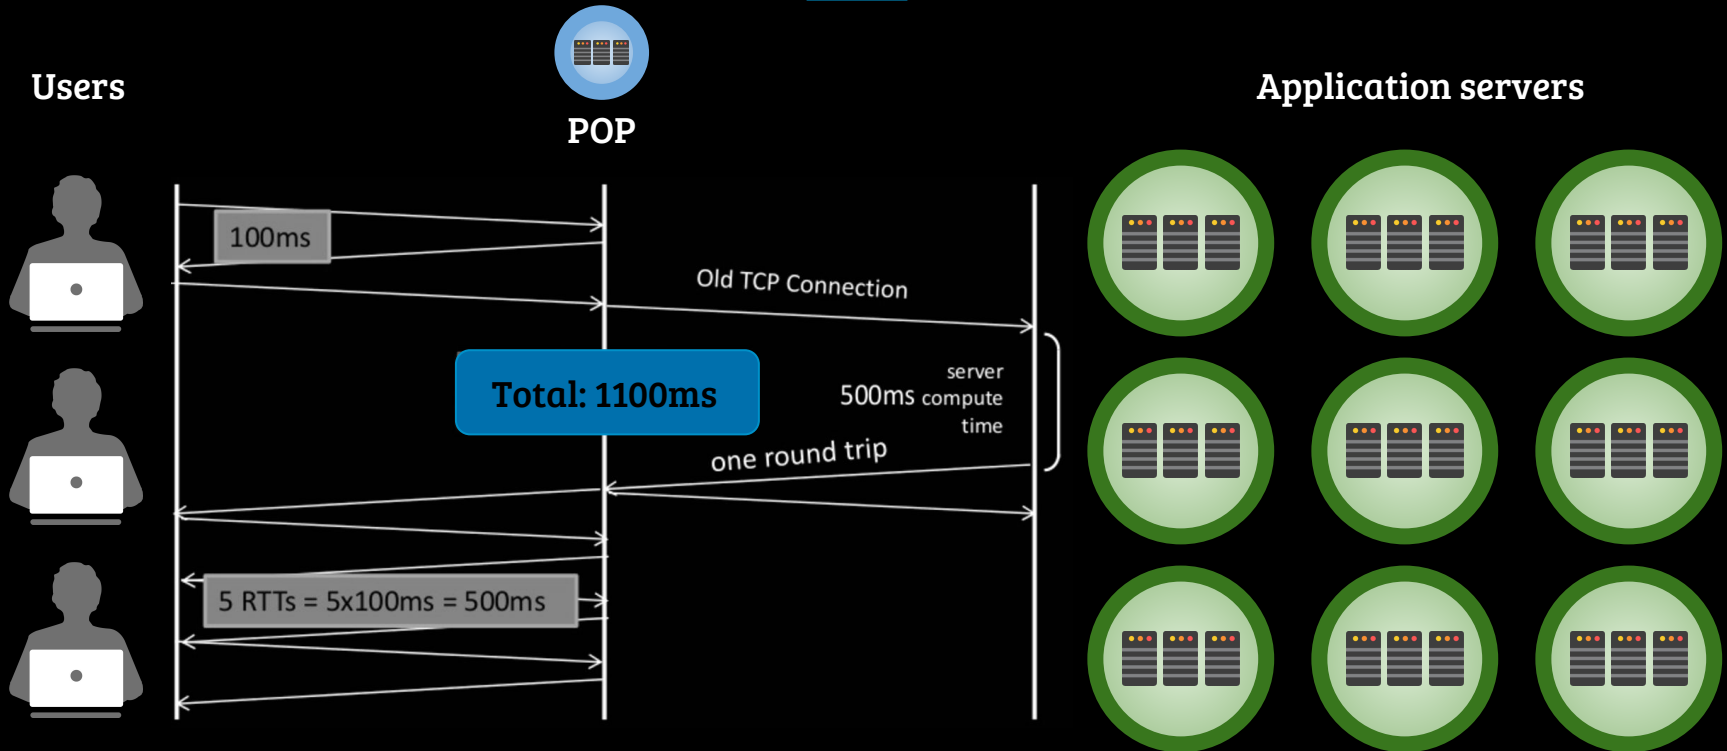 Users
POP
Application servers
100ms
Old TCP Connection
Total: 1100ms
server
500ms compute
time
one round trip
5 RTTs = 5x100ms = 500ms